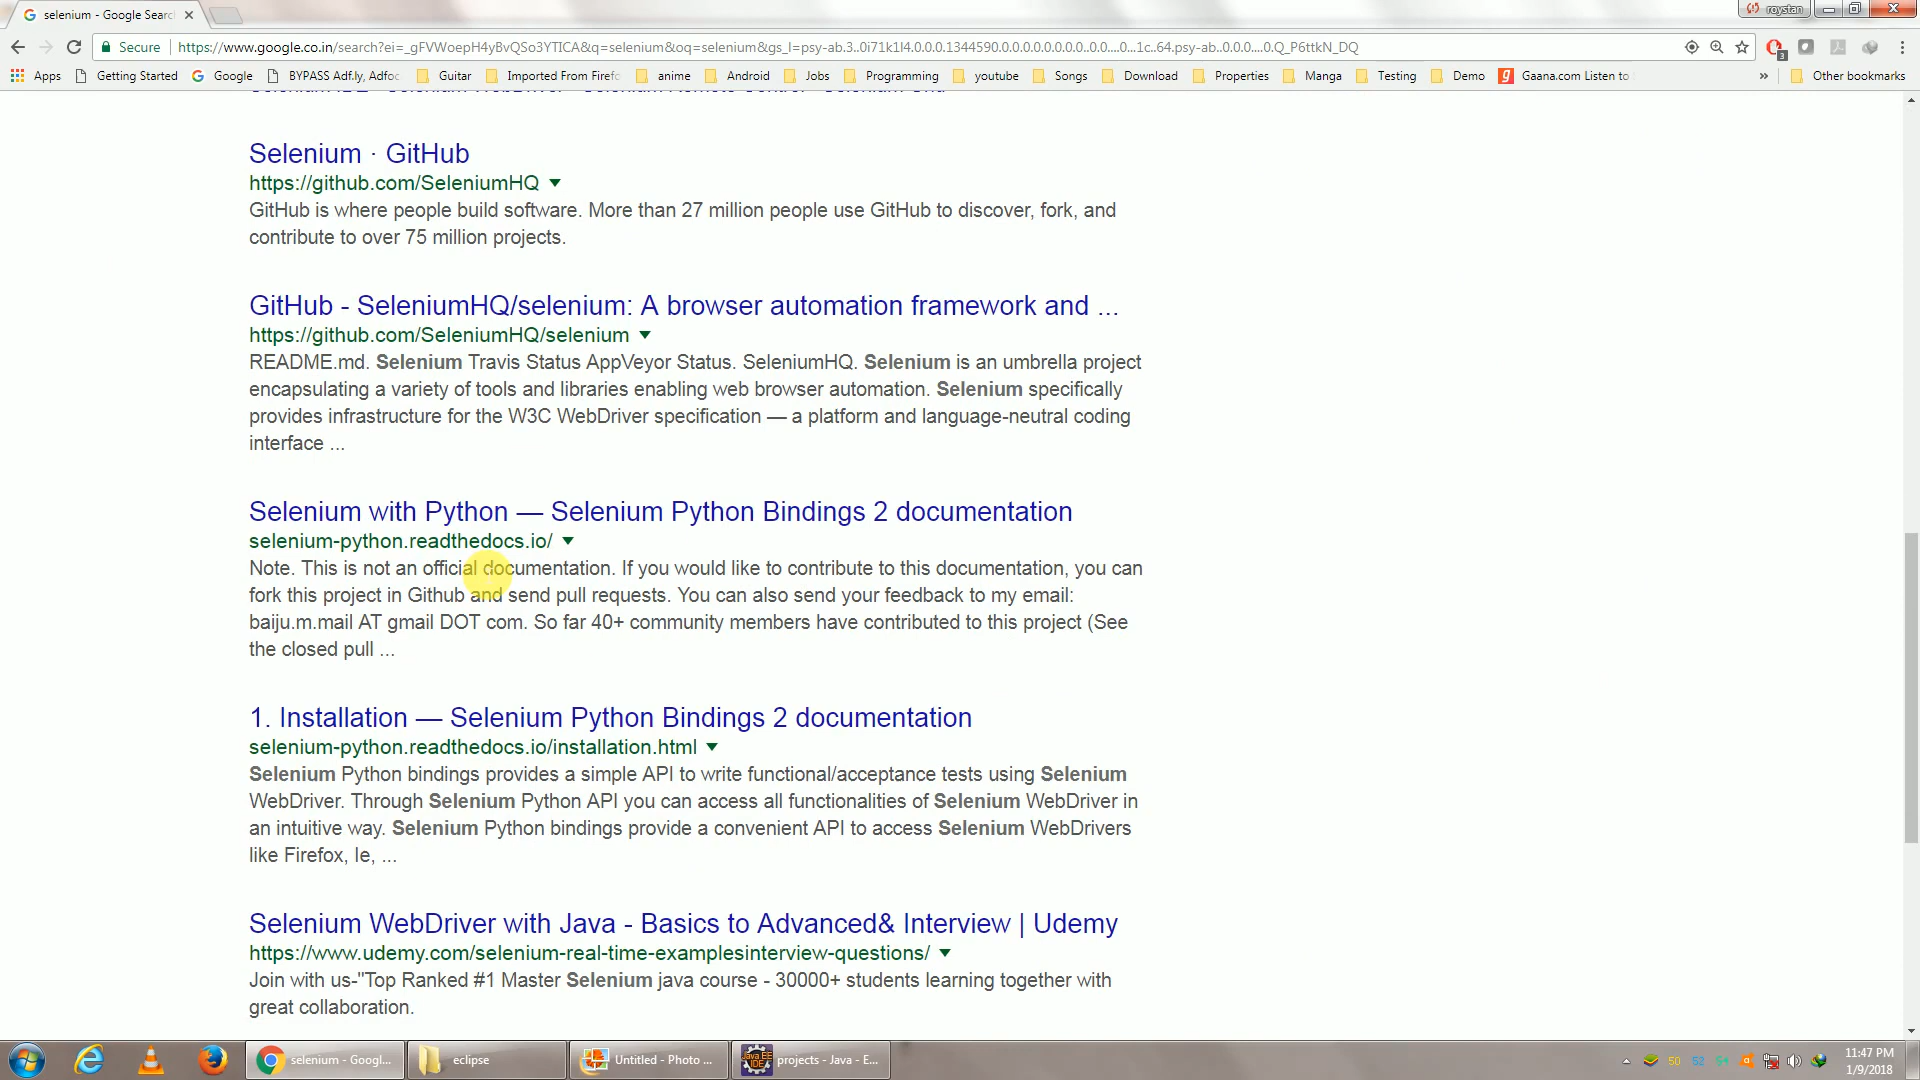 selenium - Google Searc
roystan
Secure
https://www.google.co.in/search?ei=_gFVWoepH4yBvQSo3YTICA&q=selenium&oq=selenium&gs_l=psy-ab.3..0i71k1l4.0.0.0.1344590.0.0.0.0.0.0.0.0..0.0....0...1c..64.psy-ab..0.0.0....0.Q_P6ttkN_DQ
3
Apps
Getting Started
Google
BYPASS Adf.ly, Adfoc
Guitar
Imported From Firefo
anime
Android
Jobs
Programming
youtube
Songs
Download
Properties
Manga
Testing
Demo
Gaana.com Listen to
»
Other bookmarks
Selenium · GitHub
https://github.com/SeleniumHQ
GitHub is where people build software. More than 27 million people use GitHub to discover, fork, and
contribute to over 75 million projects.
GitHub - SeleniumHQ/selenium: A browser automation framework and ...
https://github.com/SeleniumHQ/selenium
README.md. Selenium Travis Status AppVeyor Status. SeleniumHQ. Selenium is an umbrella project
encapsulating a variety of tools and libraries enabling web browser automation. Selenium specifically
provides infrastructure for the W3C WebDriver specification — a platform and language-neutral coding
interface ...
Selenium with Python — Selenium Python Bindings 2 documentation
selenium-python.readthedocs.io/
Note. This is not an official documentation. If you would like to contribute to this documentation, you can
fork this project in Github and send pull requests. You can also send your feedback to my email:
baiju.m.mail AT gmail DOT com. So far 40+ community members have contributed to this project (See
the closed pull ...
1. Installation — Selenium Python Bindings 2 documentation
selenium-python.readthedocs.io/installation.html
Selenium Python bindings provides a simple API to write functional/acceptance tests using Selenium
WebDriver. Through Selenium Python API you can access all functionalities of Selenium WebDriver in
an intuitive way. Selenium Python bindings provide a convenient API to access Selenium WebDrivers
like Firefox, Ie, ...
Selenium WebDriver with Java - Basics to Advanced& Interview | Udemy
https://www.udemy.com/selenium-real-time-examplesinterview-questions/
Join with us-"Top Ranked #1 Master Selenium java course - 30000+ students learning together with
great collaboration.
selenium - Googl...
eclipse
Untitled - Photo ...
Java EE
IDE
projects - Java - E...
50
52
11:47 PM
1/9/2018